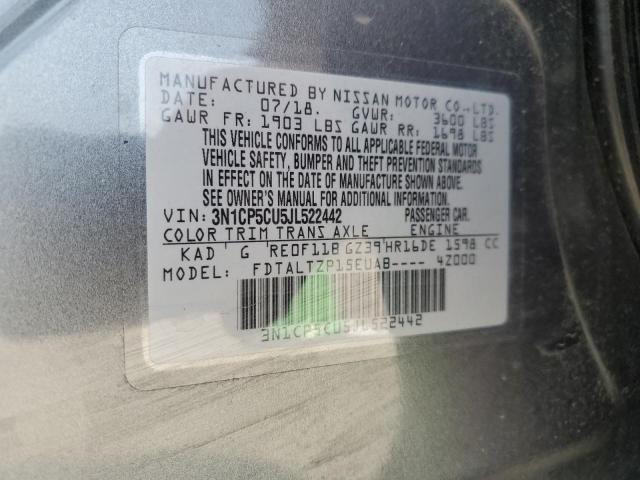 MANUFACTURED BY NISSAN MOTOR CO.,LTD.
DATE: 07/18. GVWR: 3600 LBS
GAWR FR: 1903 LBS GAWR RR: 1698 LBS
THIS VEHICLE CONFORMS TO ALL APPLICABLE FEDERAL MOTOR
VEHICLE SAFETY, BUMPER AND THEFT PREVENTION STANDARDS
IN EFFECT ON THE DATE OF MANUFACTURE SHOWN ABOVE.
SEE OWNER'S MANUAL FOR ADDITIONAL INFORMATION.
VIN: 3N1CP5CU5JL522442 PASSENGER CAR.
COLOR TRIM TRANS AXLE ENGINE
KAD G RE0F11B GZ39 HR16DE 1598 CC
MODEL: FDTALTZP15EUAB---- 4Z000
3N1CP5CU5JL522442